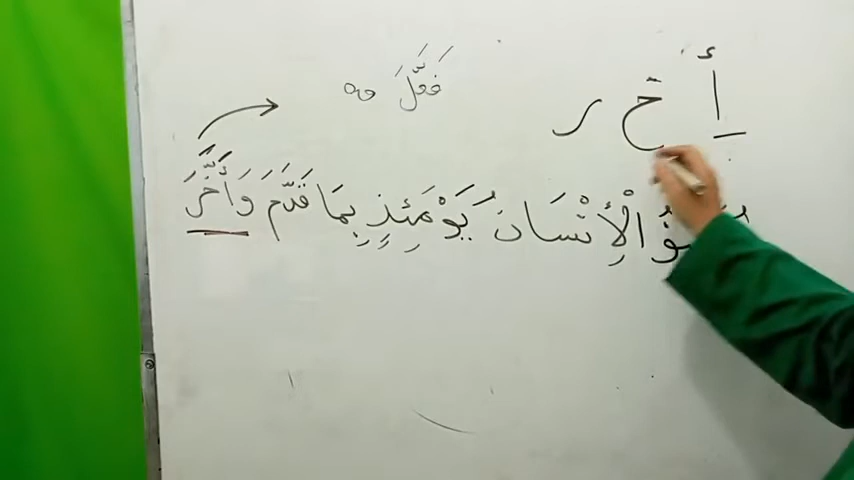 فَعَّلَ
أ خ ر
الْأِنْسَانُ يَوْمَئِذٍ بِمَا قَدَّمَ وَأَخَّرَ